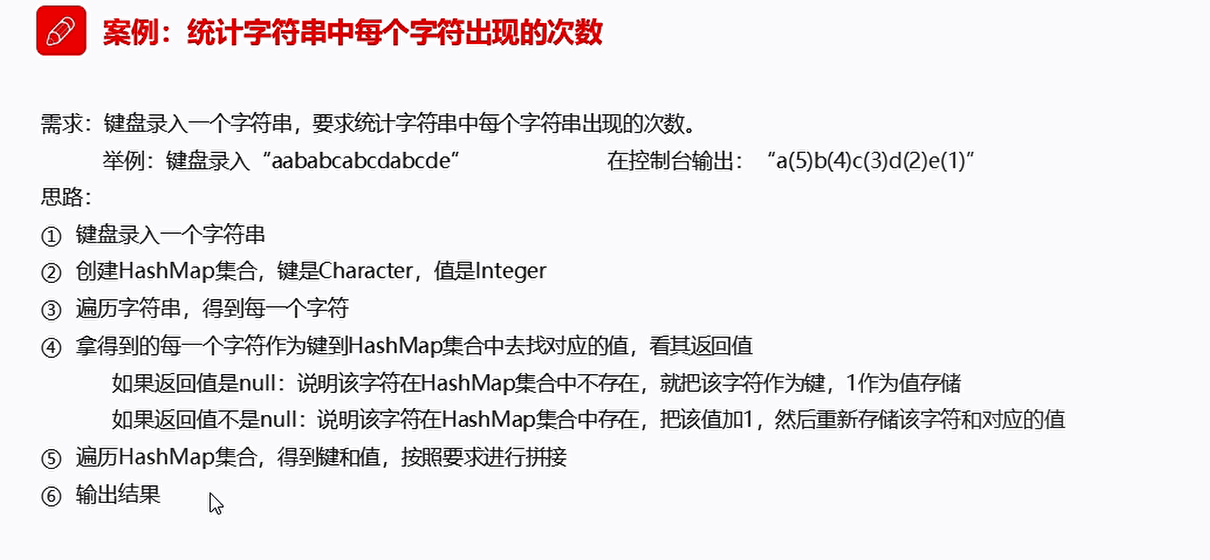 案例：统计字符串中每个字符出现的次数
需求：键盘录入一个字符串，要求统计字符串中每个字符串出现的次数。
举例：键盘录入“aababcabcdabcde” 在控制台输出：“a(5)b(4)c(3)d(2)e(1)”
思路：
① 键盘录入一个字符串
② 创建HashMap集合，键是Character，值是Integer
③ 遍历字符串，得到每一个字符
④ 拿得到的每一个字符作为键到HashMap集合中去找对应的值，看其返回值
如果返回值是null：说明该字符在HashMap集合中不存在，就把该字符作为键，1作为值存储
如果返回值不是null：说明该字符在HashMap集合中存在，把该值加1，然后重新存储该字符和对应的值
⑤ 遍历HashMap集合，得到键和值，按照要求进行拼接
⑥ 输出结果